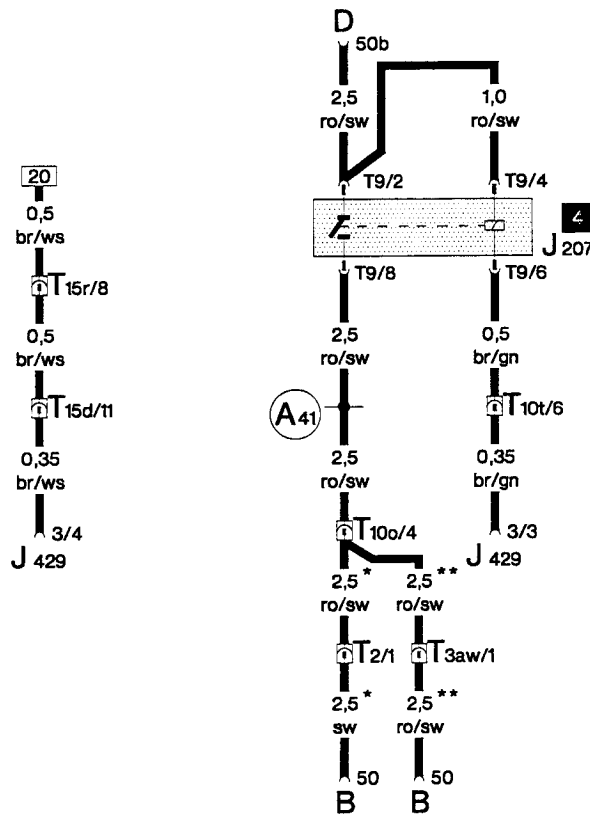 D
50b
2,5
ro/sw
1,0
ro/sw
20
T9/2
T9/4
0,5
br/ws
4
J 207
T15r/8
T9/8
T9/6
0,5
br/ws
2,5
ro/sw
0,5
br/gn
T15d/11
A41
T10t/6
0,35
br/ws
2,5
ro/sw
0,35
br/gn
3/4
J 429
T10o/4
3/3
J 429
2,5 *
ro/sw
2,5 **
ro/sw
T2/1
T3aw/1
2,5 *
sw
2,5 **
ro/sw
50
B
50
B